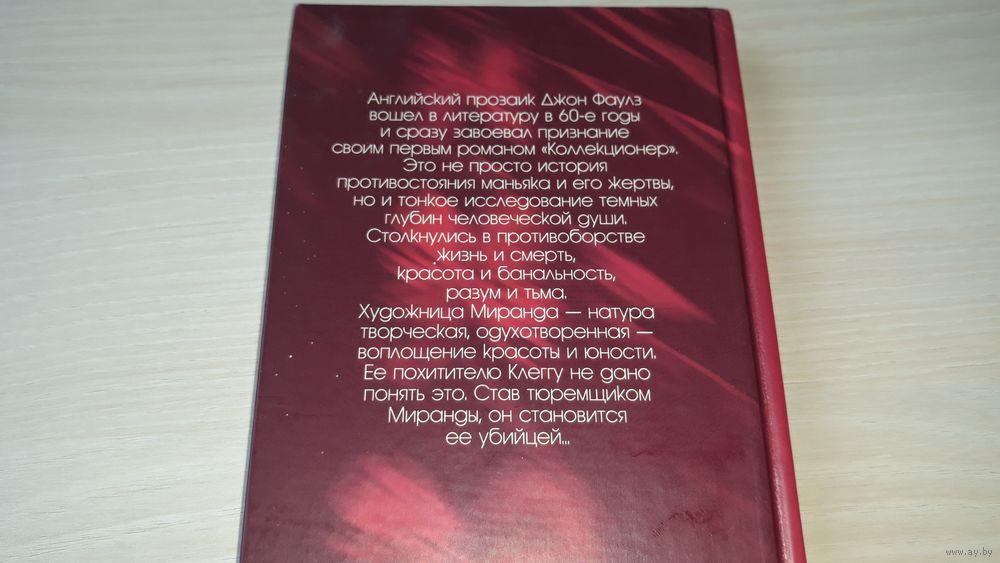 Английский прозаик Джон Фаулз
вошел в литературу в 60-е годы
и сразу завоевал признание
своим первым романом «Коллекционер».
Это не просто история
противостояния маньяка и его жертвы,
но и тонкое исследование темных
глубин человеческой души.
Столкнулись в противоборстве
жизнь и смерть,
красота и банальность,
разум и тьма.
Художница Миранда — натура
творческая, одухотворенная —
воплощение красоты и юности.
Ее похитителю Клеггу не дано
понять это. Став тюремщиком
Миранды, он становится
ее убийцей...
www.ay.by